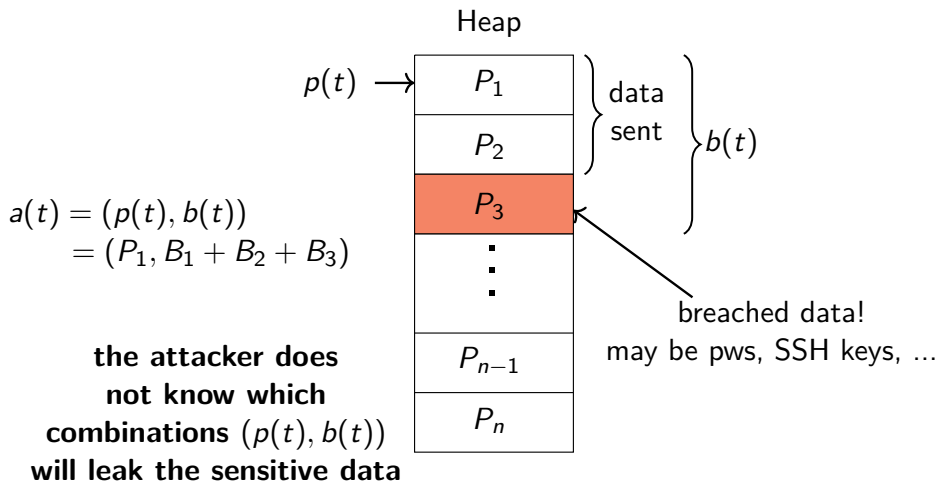 Heap
p(t)
P₁
data
sent
b(t)
P₂
P₃
a(t) = (p(t), b(t))
= (P₁, B₁ + B₂ + B₃)
⋮
breached data!
may be pws, SSH keys, ...
Pₙ₋₁
Pₙ
the attacker does
not know which
combinations (p(t), b(t))
will leak the sensitive data